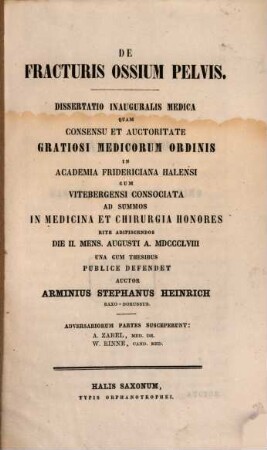 DE
FRACTURIS OSSIUM PELVIS.
DISSERTATIO INAUGURALIS MEDICA
QUAM
CONSENSU ET AUCTORITATE
GRATIOSI MEDICORUM ORDINIS
IN
ACADEMIA FRIDERICIANA HALENSI
CUM
VITEBERGENSI CONSOCIATA
AD SUMMOS
IN MEDICINA ET CHIRURGIA HONORES
RITE ADIPISCENDOS
DIE II. MENS. AUGUSTI A. MDCCCLVIII
UNA CUM THESIBUS
PUBLICE DEFENDET
AUCTOR
ARMINIUS STEPHANUS HEINRICH
SAXO-BORUSSUS.
ADVERSARIORUM PARTES SUSCEPERUNT:
A. ZABEL, MED. DR.
W. RINNE, CAND. MED.
HALIS SAXONUM,
TYPIS ORPHANOTROPHEI.